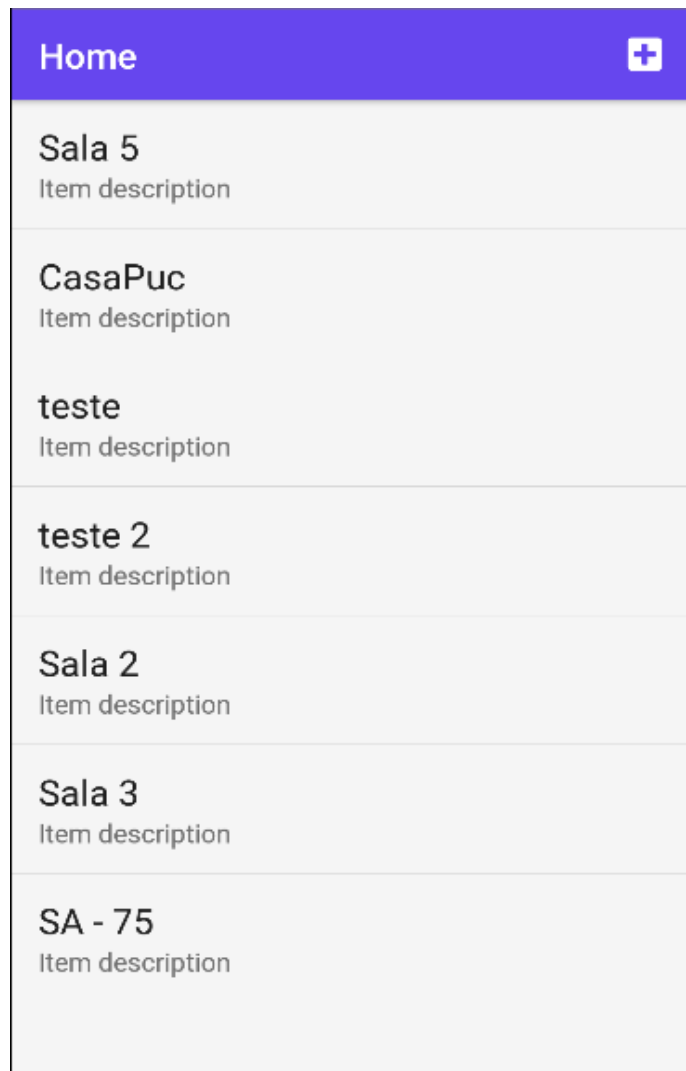 Home
Sala 5
Item description
CasaPuc
Item description
teste
Item description
teste 2
Item description
Sala 2
Item description
Sala 3
Item description
SA - 75
Item description